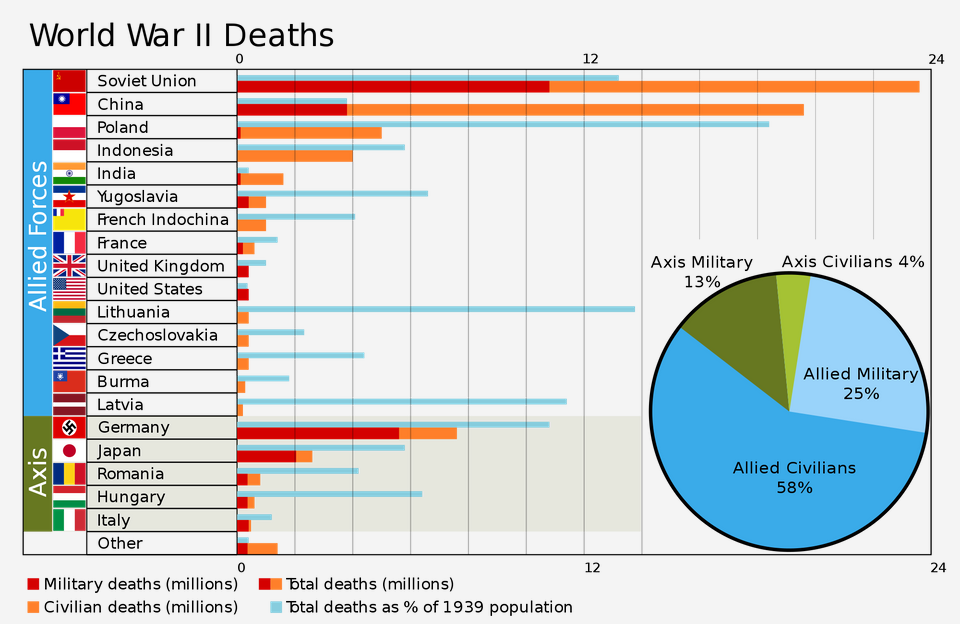 World War II Deaths
0 12 24
Allied Forces
Soviet Union
China
Poland
Indonesia
India
Yugoslavia
French Indochina
France
United Kingdom
United States
Lithuania
Czechoslovakia
Greece
Burma
Latvia
Axis
Germany
Japan
Romania
Hungary
Italy
Other
0 12 24
Axis Military
13%
Axis Civilians 4%
Allied Military
25%
Allied Civilians
58%
Military deaths (millions)
Total deaths (millions)
Civilian deaths (millions)
Total deaths as % of 1939 population